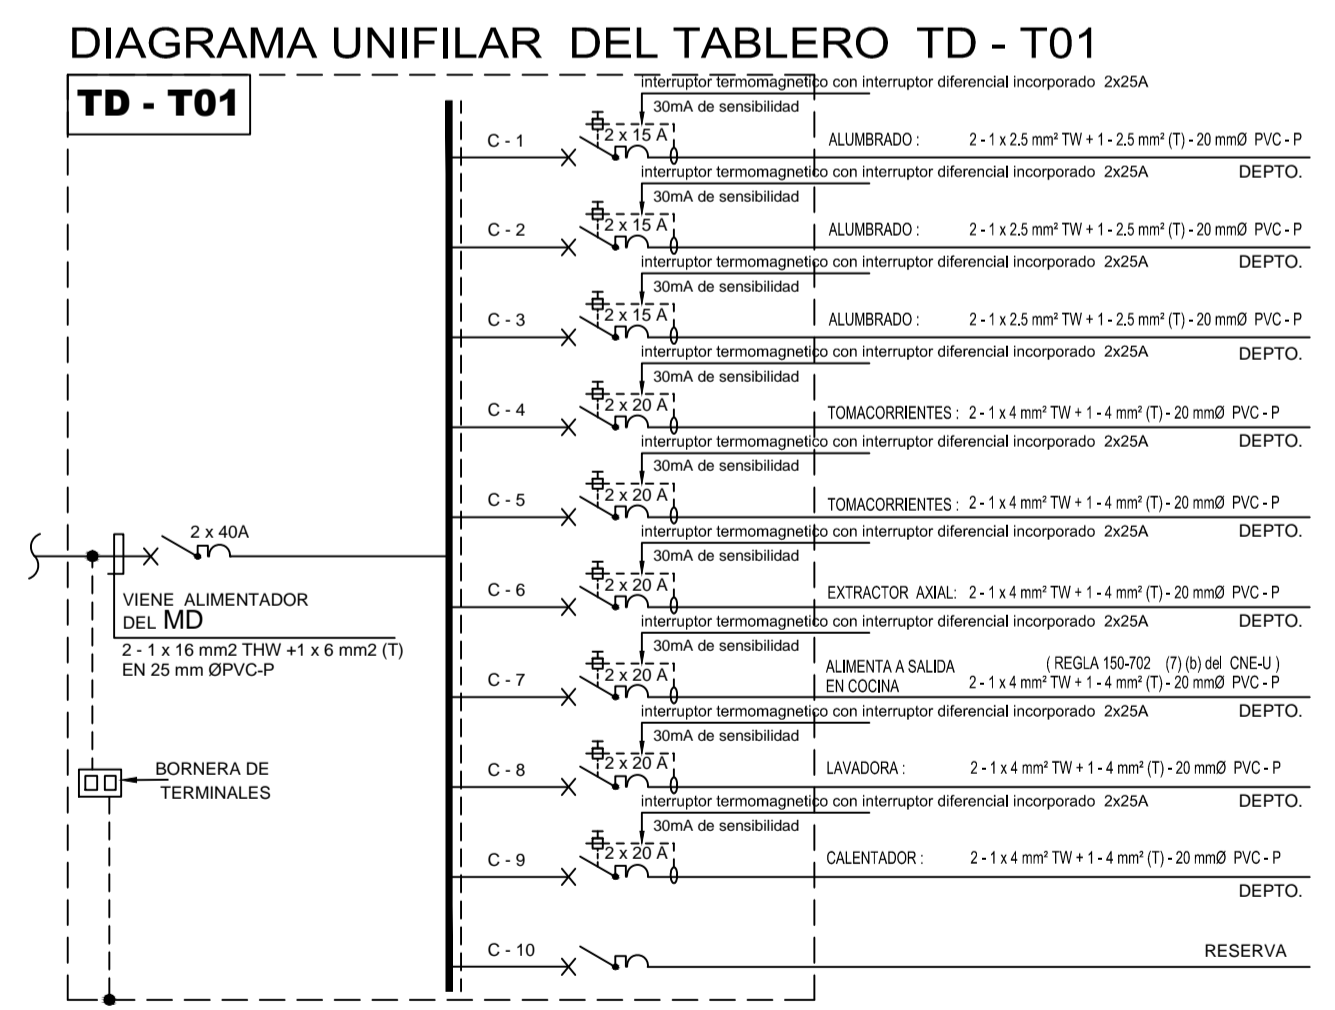 DIAGRAMA UNIFILAR DEL TABLERO TD - T01
TD - T01
interruptor termomagnetico con interruptor diferencial incorporado 2x25A
30mA de sensibilidad
C - 1
2 x 15 A
ALUMBRADO : 2 - 1 x 2.5 mm² TW + 1 - 2.5 mm² (T) - 20 mmØ PVC - P
DEPTO.
interruptor termomagnetico con interruptor diferencial incorporado 2x25A
30mA de sensibilidad
C - 2
2 x 15 A
ALUMBRADO : 2 - 1 x 2.5 mm² TW + 1 - 2.5 mm² (T) - 20 mmØ PVC - P
DEPTO.
interruptor termomagnetico con interruptor diferencial incorporado 2x25A
30mA de sensibilidad
C - 3
2 x 15 A
ALUMBRADO : 2 - 1 x 2.5 mm² TW + 1 - 2.5 mm² (T) - 20 mmØ PVC - P
DEPTO.
interruptor termomagnetico con interruptor diferencial incorporado 2x25A
30mA de sensibilidad
C - 4
2 x 20 A
TOMACORRIENTES : 2 - 1 x 4 mm² TW + 1 - 4 mm² (T) - 20 mmØ PVC - P
DEPTO.
interruptor termomagnetico con interruptor diferencial incorporado 2x25A
30mA de sensibilidad
C - 5
2 x 20 A
TOMACORRIENTES : 2 - 1 x 4 mm² TW + 1 - 4 mm² (T) - 20 mmØ PVC - P
DEPTO.
interruptor termomagnetico con interruptor diferencial incorporado 2x25A
30mA de sensibilidad
C - 6
2 x 20 A
EXTRACTOR AXIAL: 2 - 1 x 4 mm² TW + 1 - 4 mm² (T) - 20 mmØ PVC - P
DEPTO.
interruptor termomagnetico con interruptor diferencial incorporado 2x25A
30mA de sensibilidad
C - 7
2 x 20 A
ALIMENTA A SALIDA ( REGLA 150-702 (7) (b) del CNE-U )
EN COCINA 2 - 1 x 4 mm² TW + 1 - 4 mm² (T) - 20 mmØ PVC - P
DEPTO.
interruptor termomagnetico con interruptor diferencial incorporado 2x25A
30mA de sensibilidad
C - 8
2 x 20 A
LAVADORA : 2 - 1 x 4 mm² TW + 1 - 4 mm² (T) - 20 mmØ PVC - P
DEPTO.
interruptor termomagnetico con interruptor diferencial incorporado 2x25A
30mA de sensibilidad
C - 9
2 x 20 A
CALENTADOR : 2 - 1 x 4 mm² TW + 1 - 4 mm² (T) - 20 mmØ PVC - P
DEPTO.
C - 10
RESERVA
2 x 40A
VIENE ALIMENTADOR
DEL MD
2 - 1 x 16 mm2 THW +1 x 6 mm2 (T)
EN 25 mm ØPVC-P
BORNERA DE
TERMINALES